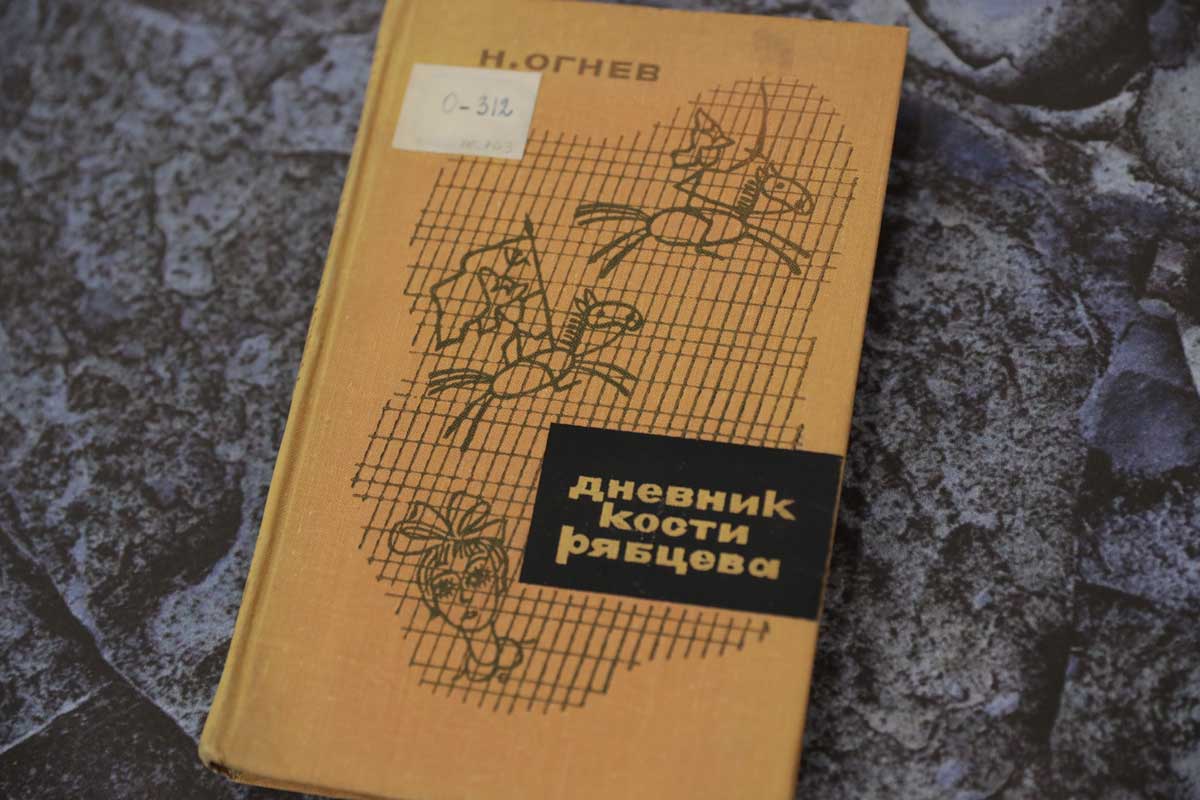 Н. ОГНЕВ
О-312
дневник
кости
рябцева